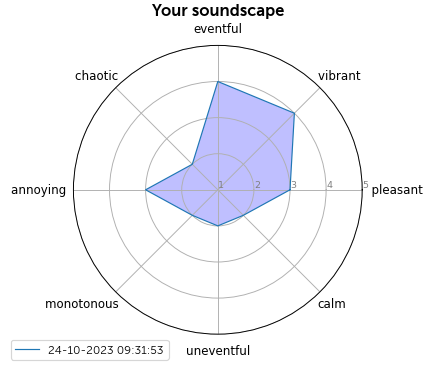 Your soundscape
eventful
chaotic
vibrant
annoying
1
2
3
4
5
pleasant
monotonous
calm
uneventful
24-10-2023 09:31:53